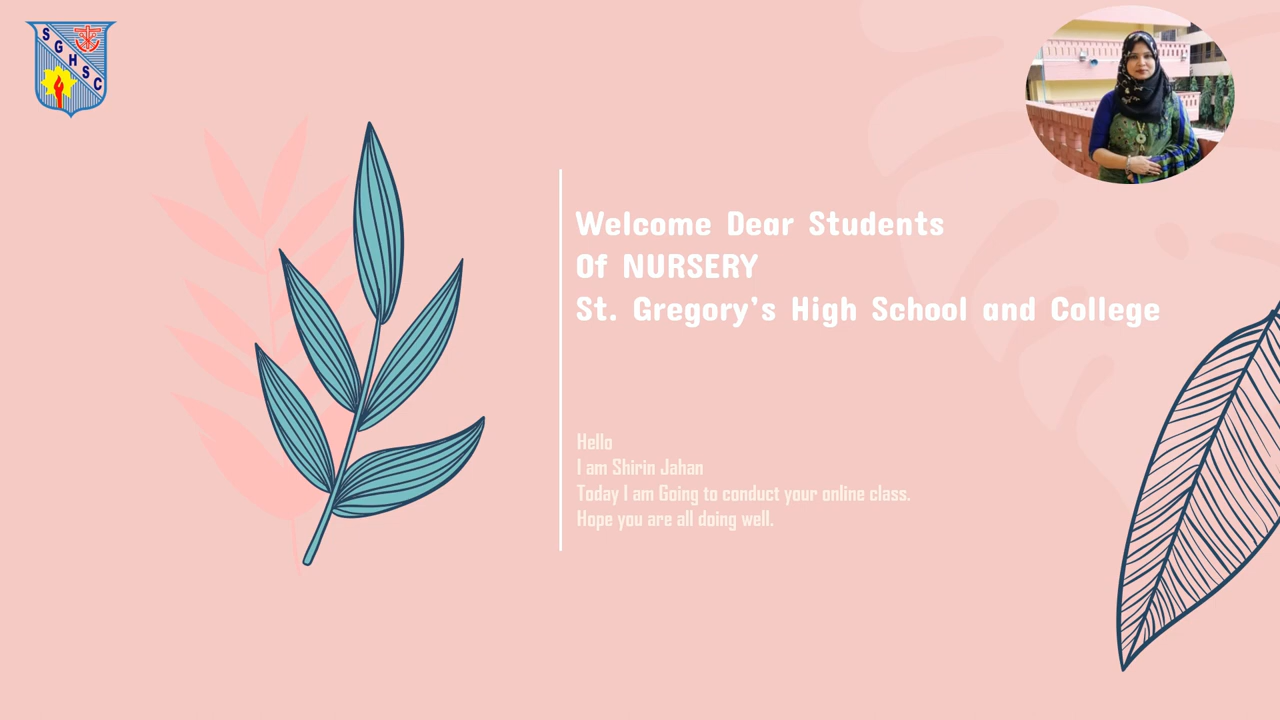 SGHSC
Welcome Dear Students
Of NURSERY
St. Gregory's High School and College
Hello
I am Shirin Jahan
Today I am Going to conduct your online class.
Hope you are all doing well.